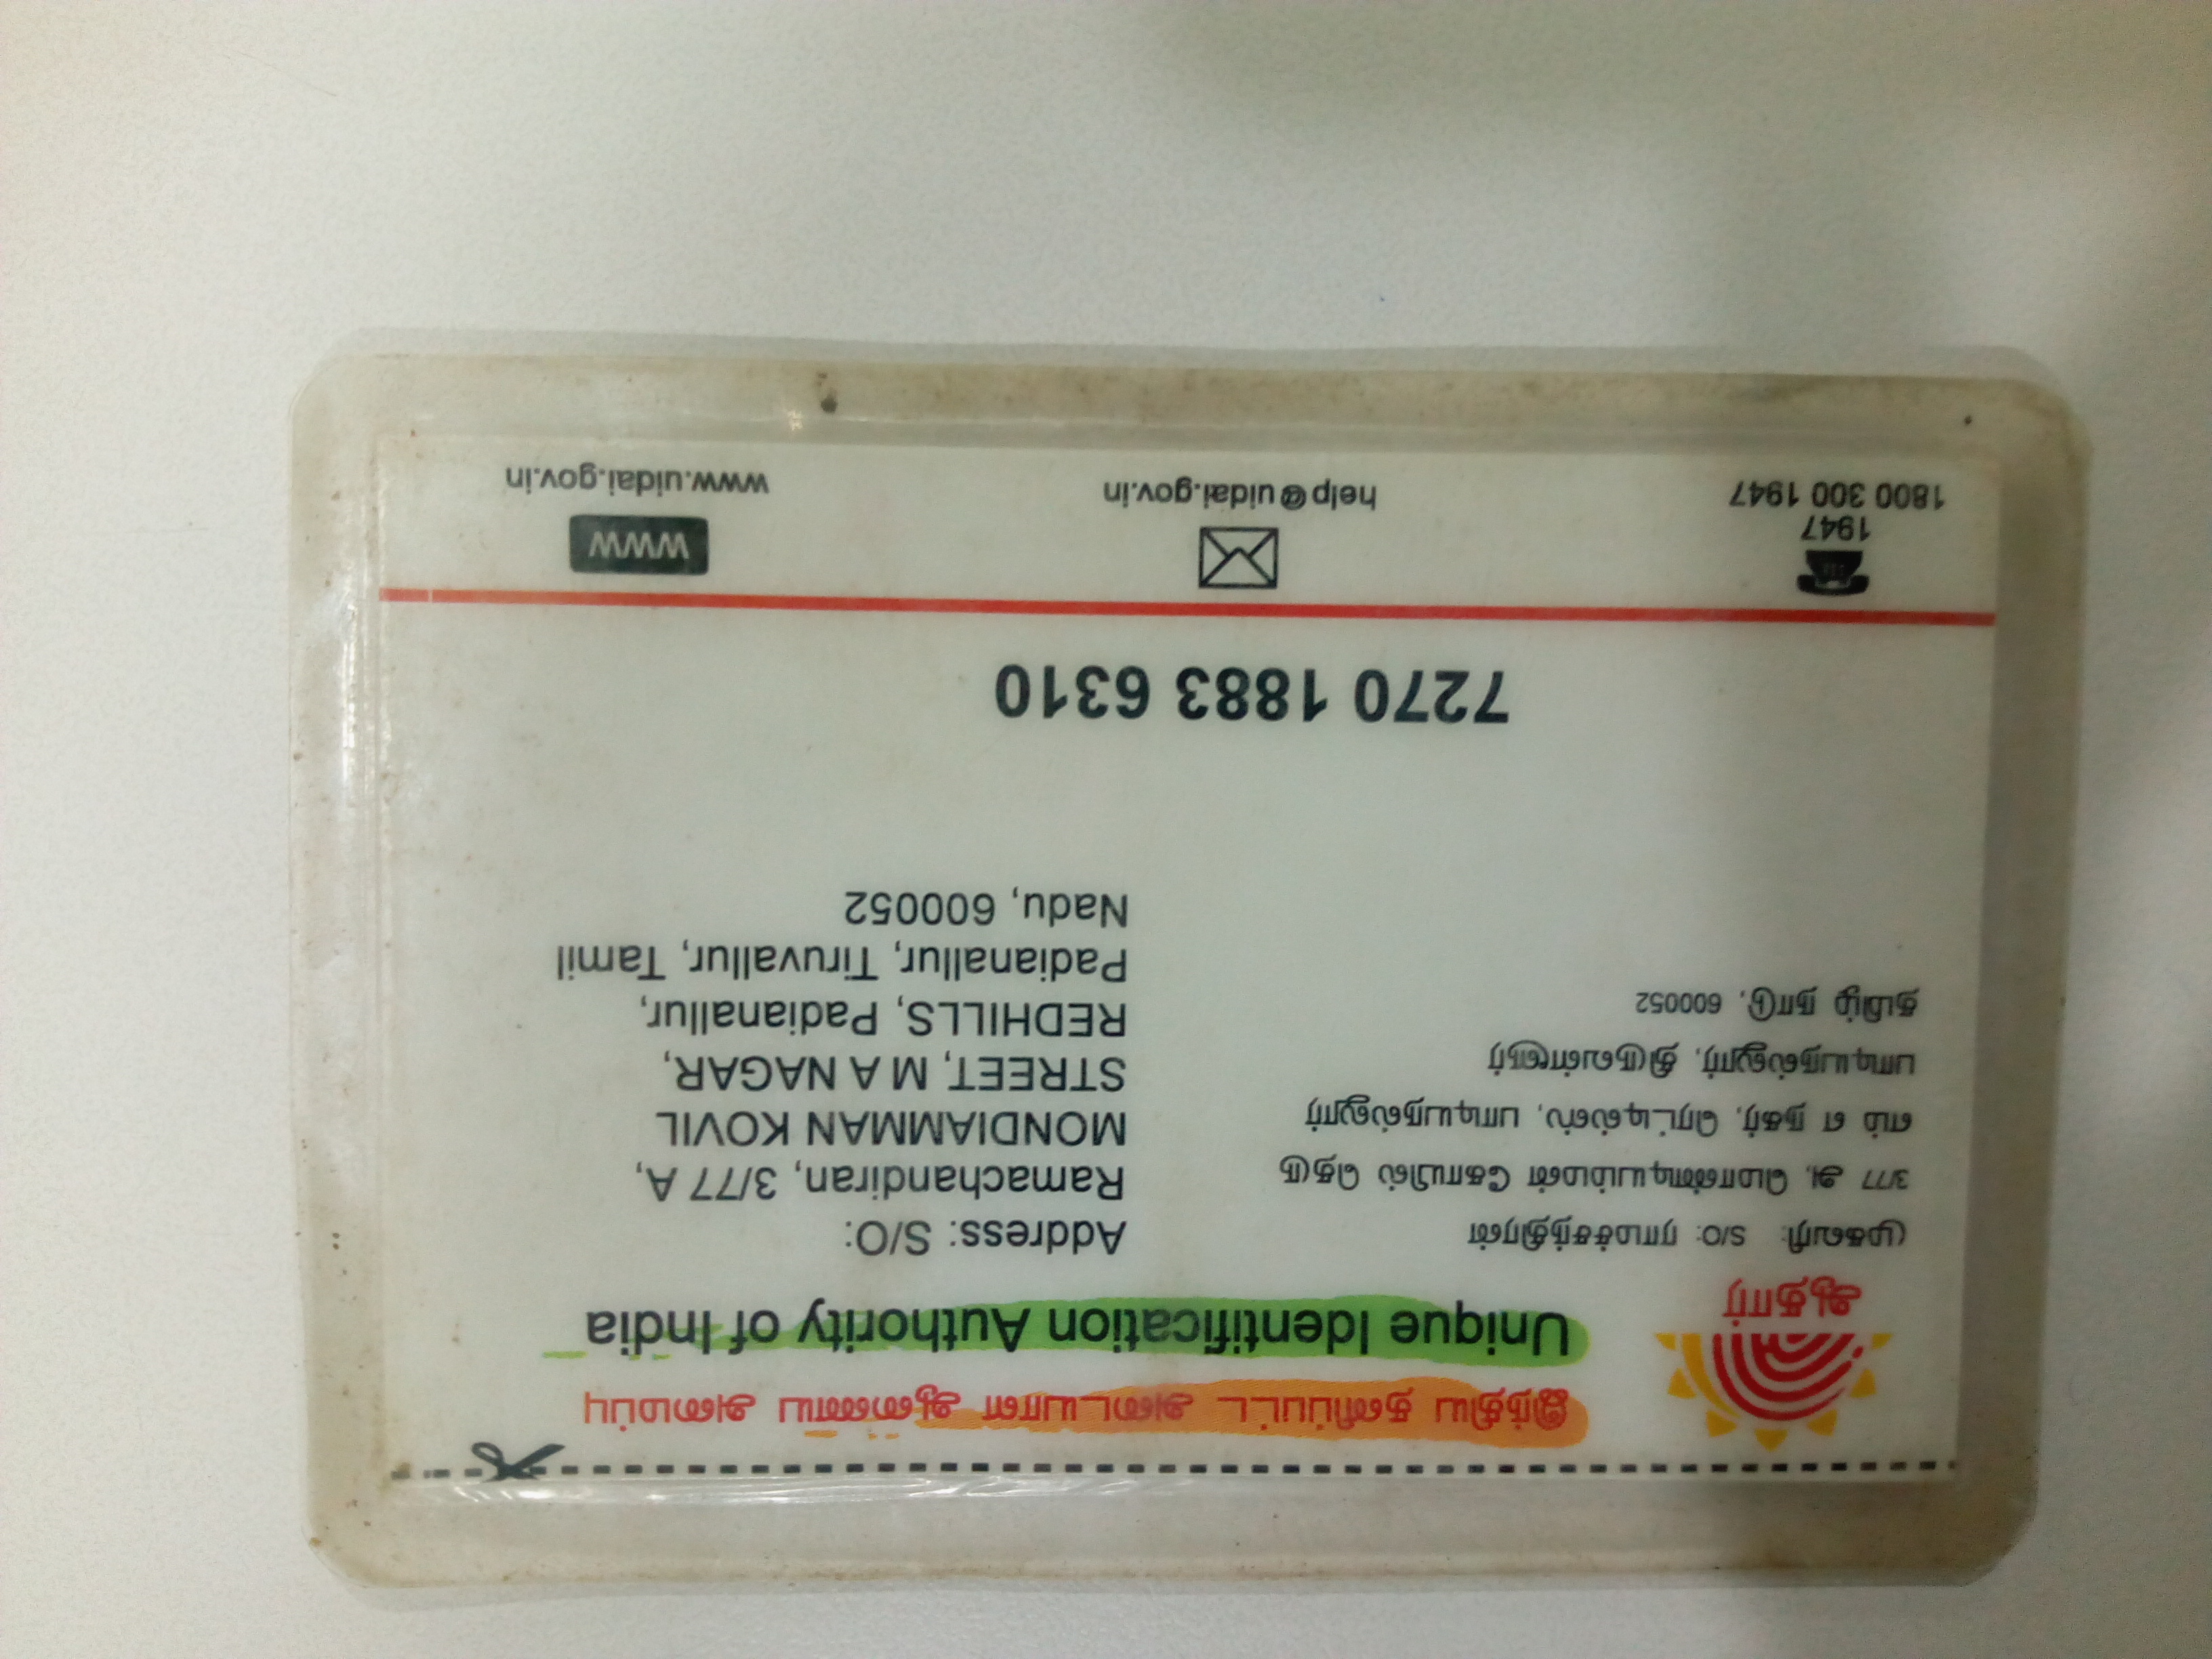 இந்திய தனிப்பட்ட அடையாள ஆணைய அமைப்பு
Unique Identification Authority of India
ஆதார்
முகவரி: S/O: ராமச்சந்திரன்
3/77 அ, மொண்டியம்மன் கோயில் தெரு
எம் எ நகர், ரெட்டில்ஸ், பாடியநல்லூர்
பாடியநல்லூர், திருவள்ளூர்
தமிழ் நாடு, 600052
Address: S/O:
Ramachandiran, 3/77 A,
MONDIAMMAN KOVIL
STREET, M A NAGAR,
REDHILLS, Padianallur,
Padianallur, Tiruvallur, Tamil
Nadu, 600052
7270 1883 6310
1947
1800 300 1947
help@uidai.gov.in
WWW
www.uidai.gov.in